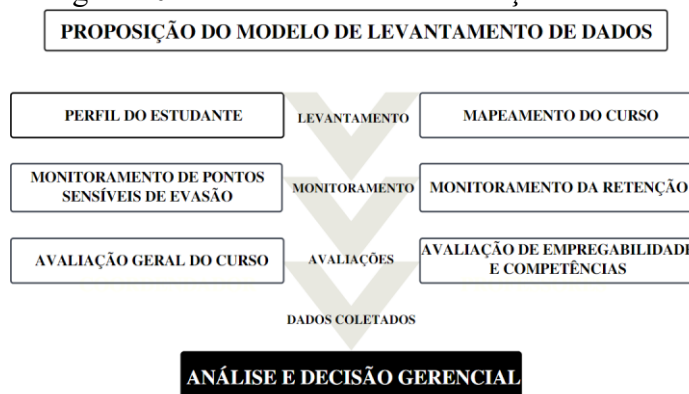 PROPOSIÇÃO DO MODELO DE LEVANTAMENTO DE DADOS
PERFIL DO ESTUDANTE
LEVANTAMENTO
MAPEAMENTO DO CURSO
MONITORAMENTO DE PONTOS
SENSÍVEIS DE EVASÃO
MONITORAMENTO
MONITORAMENTO DA RETENÇÃO
AVALIAÇÃO GERAL DO CURSO
AVALIAÇÕES
AVALIAÇÃO DE EMPREGABILIDADE
E COMPETÊNCIAS
DADOS COLETADOS
ANÁLISE E DECISÃO GERENCIAL